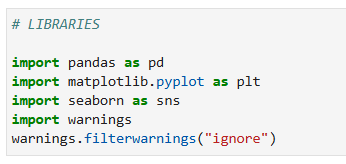 # LIBRARIES
import pandas as pd
import matplotlib.pyplot as plt
import seaborn as sns
import warnings
warnings.filterwarnings("ignore")